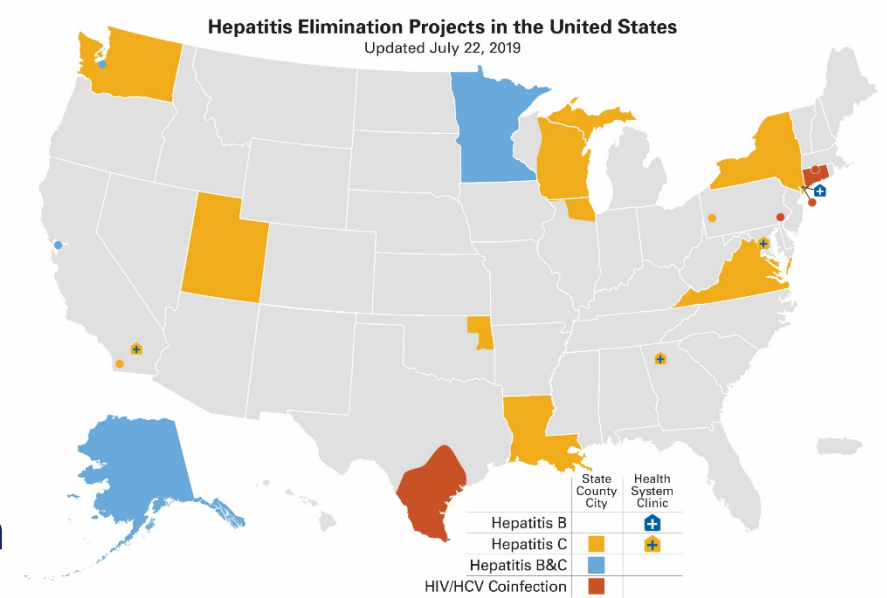 Hepatitis Elimination Projects in the United States
Updated July 22, 2019
State
County
City
Health
System
Clinic
Hepatitis B
Hepatitis C
Hepatitis B&C
HIV/HCV Coinfection